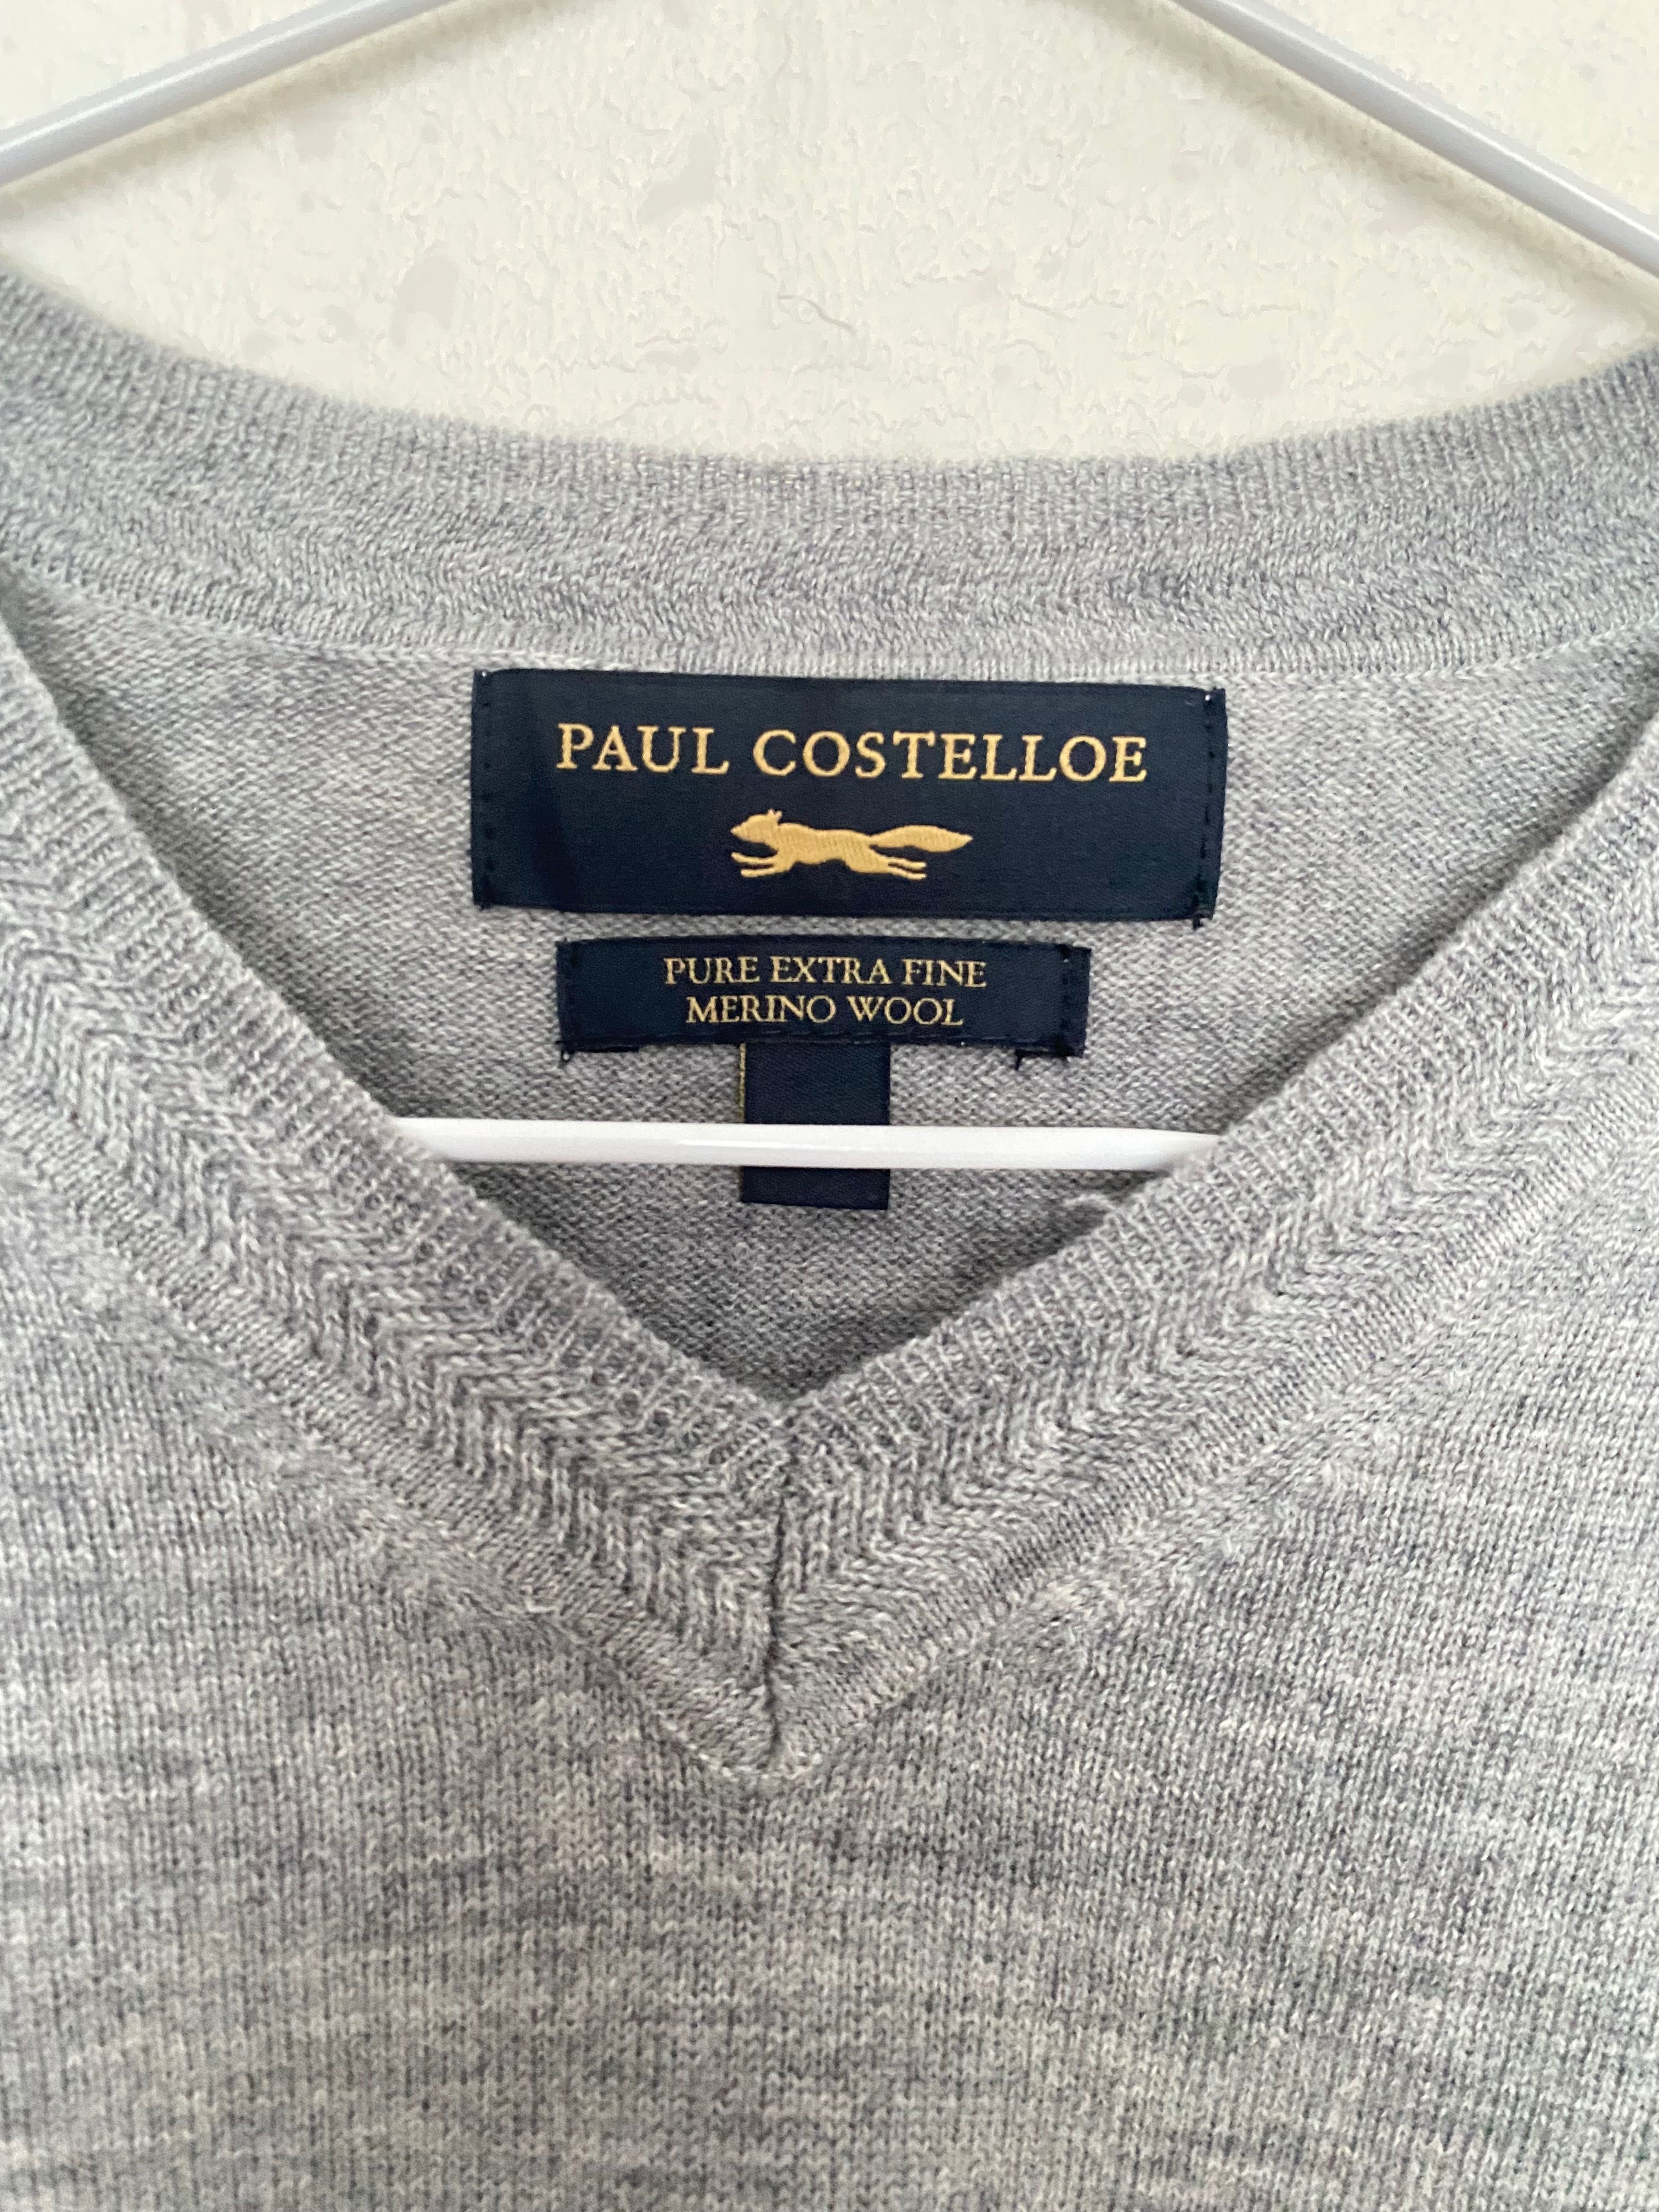 PAUL COSTELLOE
PURE EXTRA FINE
MERINO WOOL